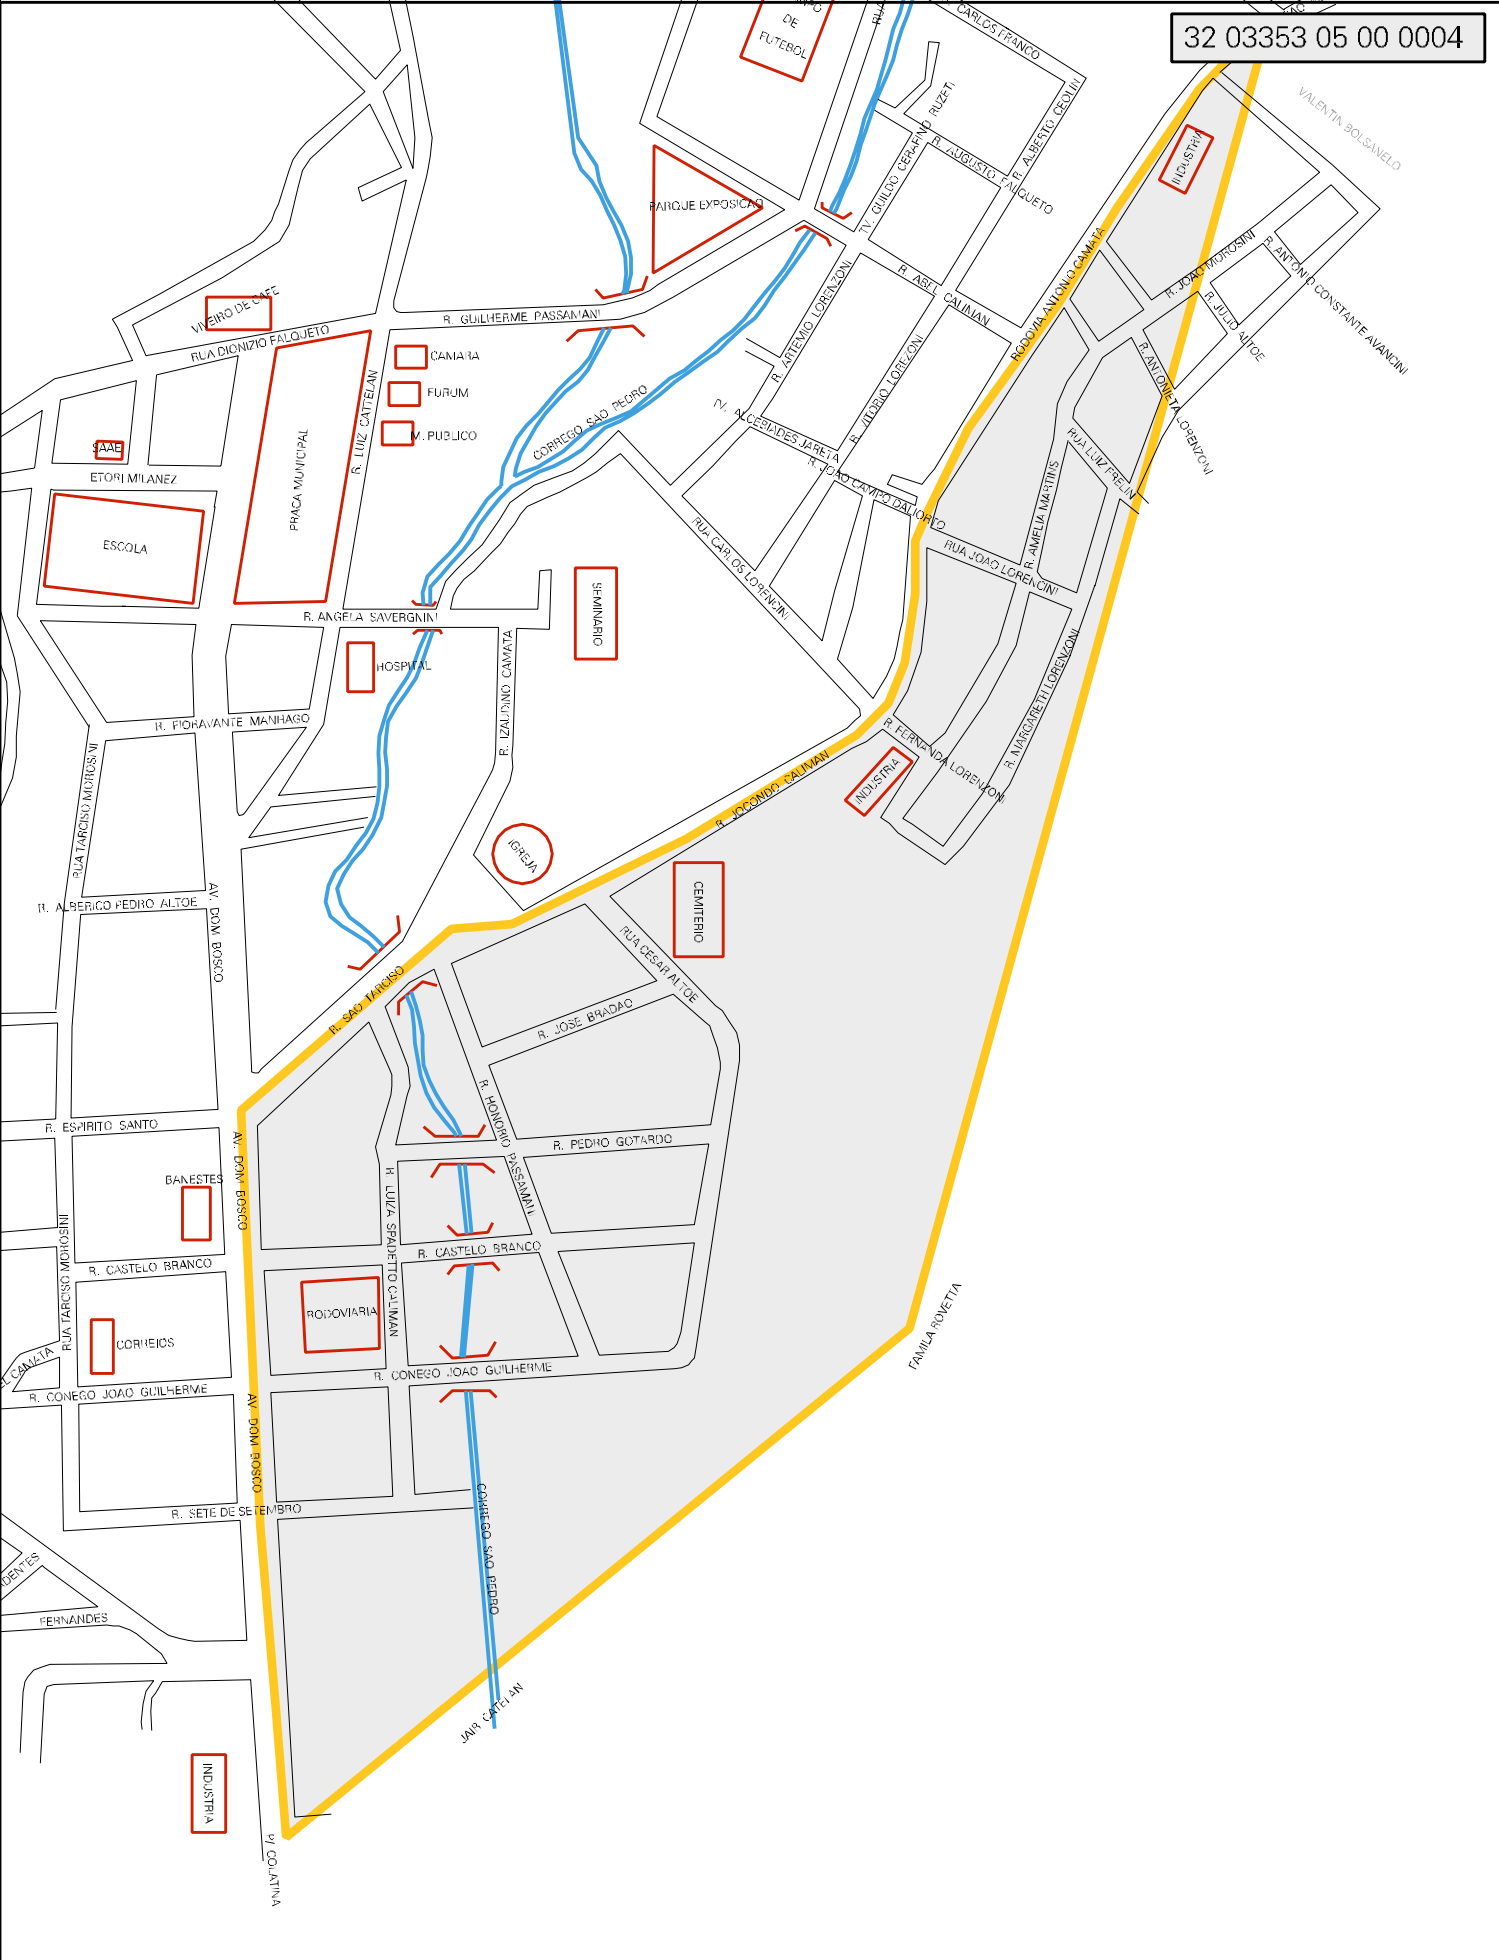 32 03353 05 00 0004
DE
FUTEBOL
CARLOS FRANCO
VALENTIN BOLSANELO
R. ALBERTO CEOLIN
TV. GUILDO CERAFINO RUZETI
R. AUGUSTO FALQUETO
INDUSTRIA
PARQUE EXPOSICAO
RODOVIA ANTONIO CAMATA
R. JOAO MOROSINI
R. ANTONIO CONSTANTE AVANCINI
R. JULIO ALTOE
R. ABEL CALIMAN
R. ARTEMIO LORENZONI
R. VITORIO LOREZONI
VIVEIRO DE CAFE
RUA DIONIZIO FALQUETO
R. GUILHERME PASSAMANI
CAMARA
FORUM
M. PUBLICO
R. LUIZ CATTELAN
PRACA MUNICIPAL
CORREGO SAO PEDRO
TV. ALCEBIADES JARETA
R. JOAO CAMPO DALIORTO
R. ANTONIETA LORENZONI
RUA LUIZ FRELIN
R. AMELIA MARTINS
RUA JOAO LORENCINI
SAAE
ETORI MILANEZ
ESCOLA
RUA CARLOS LORENCINI
SEMINARIO
R. ANGELA SAVERGNINI
HOSPITAL
R. IZAUDINO CAMATA
R. MARGARETH LORENZONI
R. FERNANDA LORENZONI
INDUSTRIA
R. FIORAVANTE MANHAGO
RUA TARCISO MOROSINI
R. JOCONDO CALIMAN
IGREJA
CEMITERIO
R. ALBERICO PEDRO ALTOE
AV. DOM BOSCO
RUA CESAR ALTOE
R. SAO TARCISO
R. JOSE BRADAO
R. HONORIO PASSAMANI
R. ESPIRITO SANTO
AV. DOM BOSCO
R. PEDRO GOTARDO
BANESTES
R. LUIZA SPADETTO CALIMAN
RUA TARCISO MOROSINI
R. CASTELO BRANCO
R. CASTELO BRANCO
RODOVIARIA
CORREIOS
EL CAMATA
FAMILA ROVETTA
R. CONEGO JOAO GUILHERME
R. CONEGO JOAO GUILHERME
AV. DOM BOSCO
R. SETE DE SETEMBRO
CORREGO SAO PEDRO
DENTES
FERNANDES
JAIR CATELAN
INDUSTRIA
P/ COLATINA